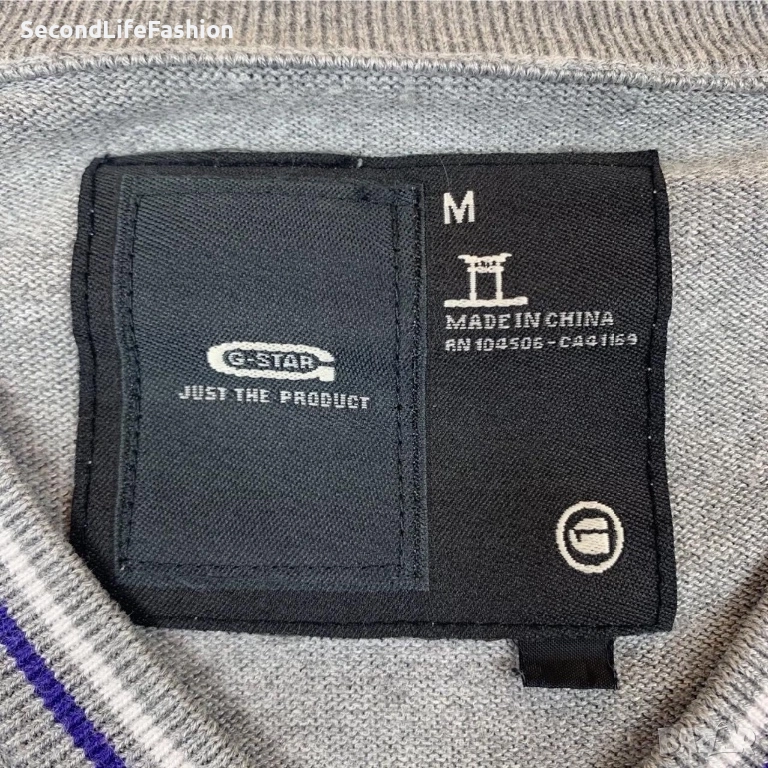 SecondLifeFashion
G-STAR
JUST THE PRODUCT
M
MADE IN CHINA
RN 104506 - CA41169